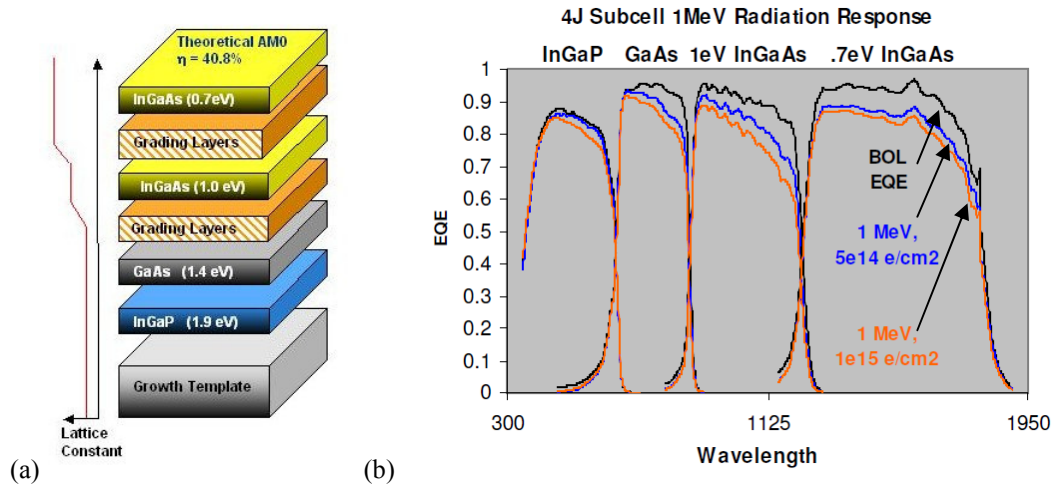 Theoretical AM0
η = 40.8%
InGaAs (0.7eV)
Grading Layers
InGaAs (1.0 eV)
Grading Layers
GaAs (1.4 eV)
InGaP (1.9 eV)
Growth Template
Lattice
Constant
(a)
(b)
4J Subcell 1MeV Radiation Response
InGaP GaAs 1eV InGaAs .7eV InGaAs
1
0.9
0.8
0.7
0.6
0.5
0.4
0.3
0.2
0.1
0
EQE
BOL
EQE
1 MeV,
5e14 e/cm2
1 MeV,
1e15 e/cm2
300 1125 1950
Wavelength